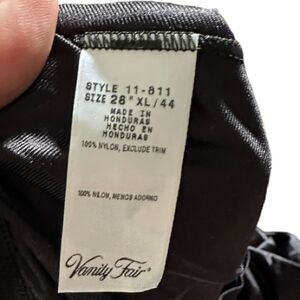 STYLE 11-811
SIZE 28" XL/44
MADE IN
HONDURAS
HECHO EN
HONDURAS
100% NYLON, EXCLUDE TRIM
100% NILON, MENOS ADORNO
Vanity Fair®